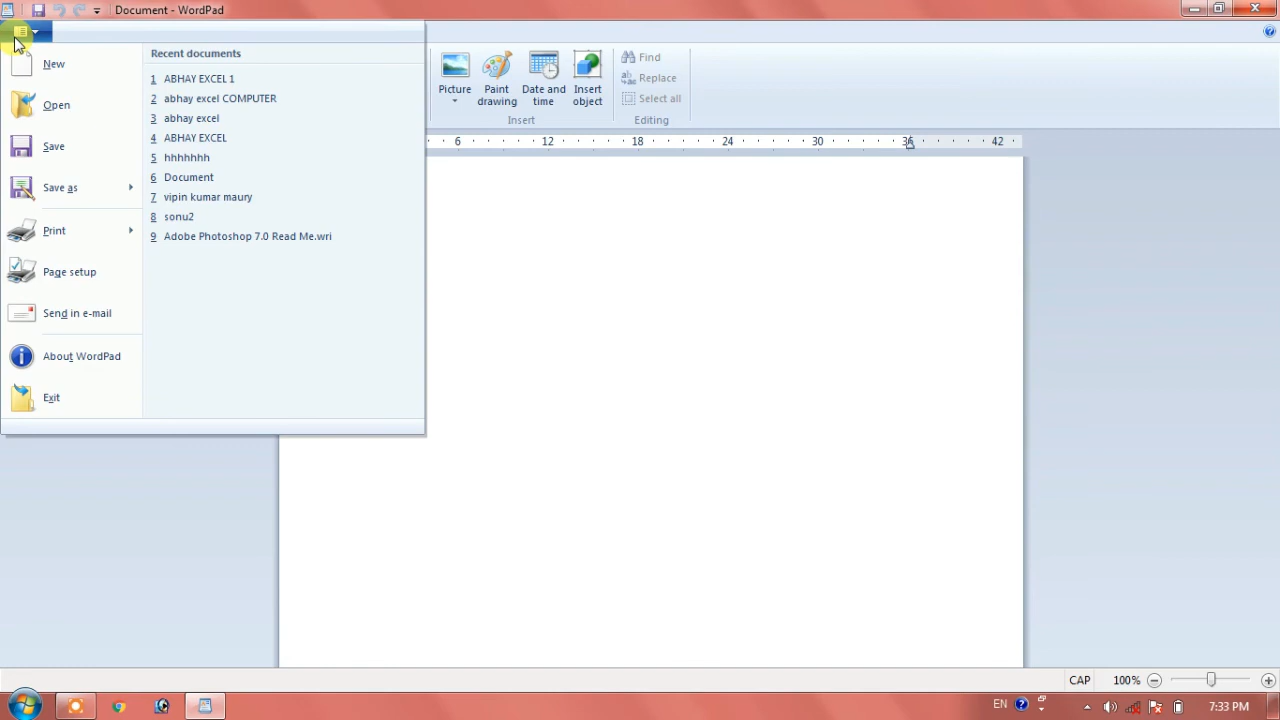 Document - WordPad
Recent documents
New
Open
Save
Save as
Print
Page setup
Send in e-mail
About WordPad
Exit
1 ABHAY EXCEL 1
2 abhay excel COMPUTER
3 abhay excel
4 ABHAY EXCEL
5 hhhhhhh
6 Document
7 vipin kumar maury
8 sonu2
9 Adobe Photoshop 7.0 Read Me.wri
Picture
Paint drawing
Date and time
Insert object
Insert
Find
Replace
Select all
Editing
6 12 18 24 30 36 42
CAP 100%
EN 7:33 PM